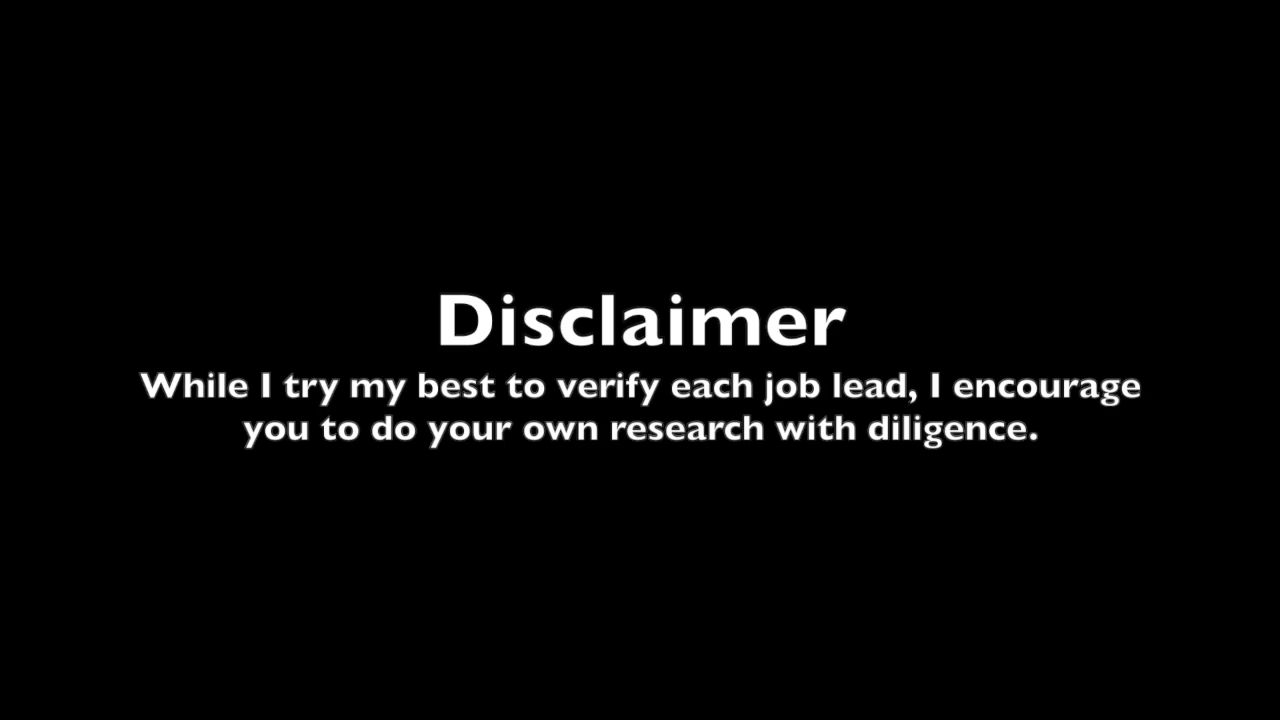 Disclaimer
While I try my best to verify each job lead, I encourage
you to do your own research with diligence.